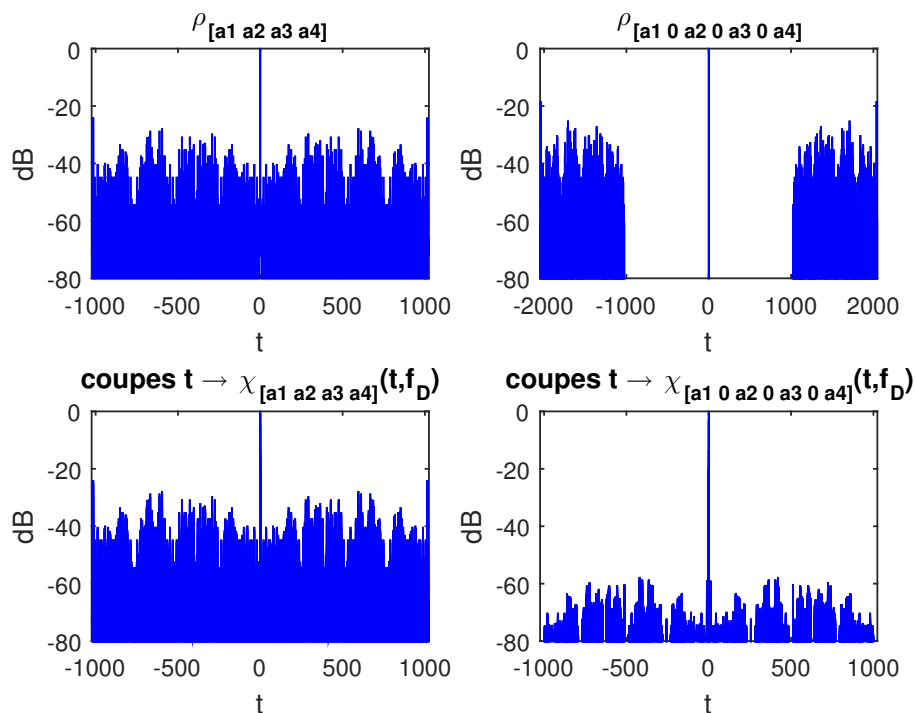 ρ[a1 a2 a3 a4]
0
-20
-40
-60
-80
dB
-1000 -500 0 500 1000
t
ρ[a1 0 a2 0 a3 0 a4]
0
-20
-40
-60
-80
dB
-2000 -1000 0 1000 2000
t
coupes t → χ[a1 a2 a3 a4](t,fD)
0
-20
-40
-60
-80
dB
-1000 -500 0 500 1000
t
coupes t → χ[a1 0 a2 0 a3 0 a4](t,fD)
0
-20
-40
-60
-80
dB
-1000 -500 0 500 1000
t